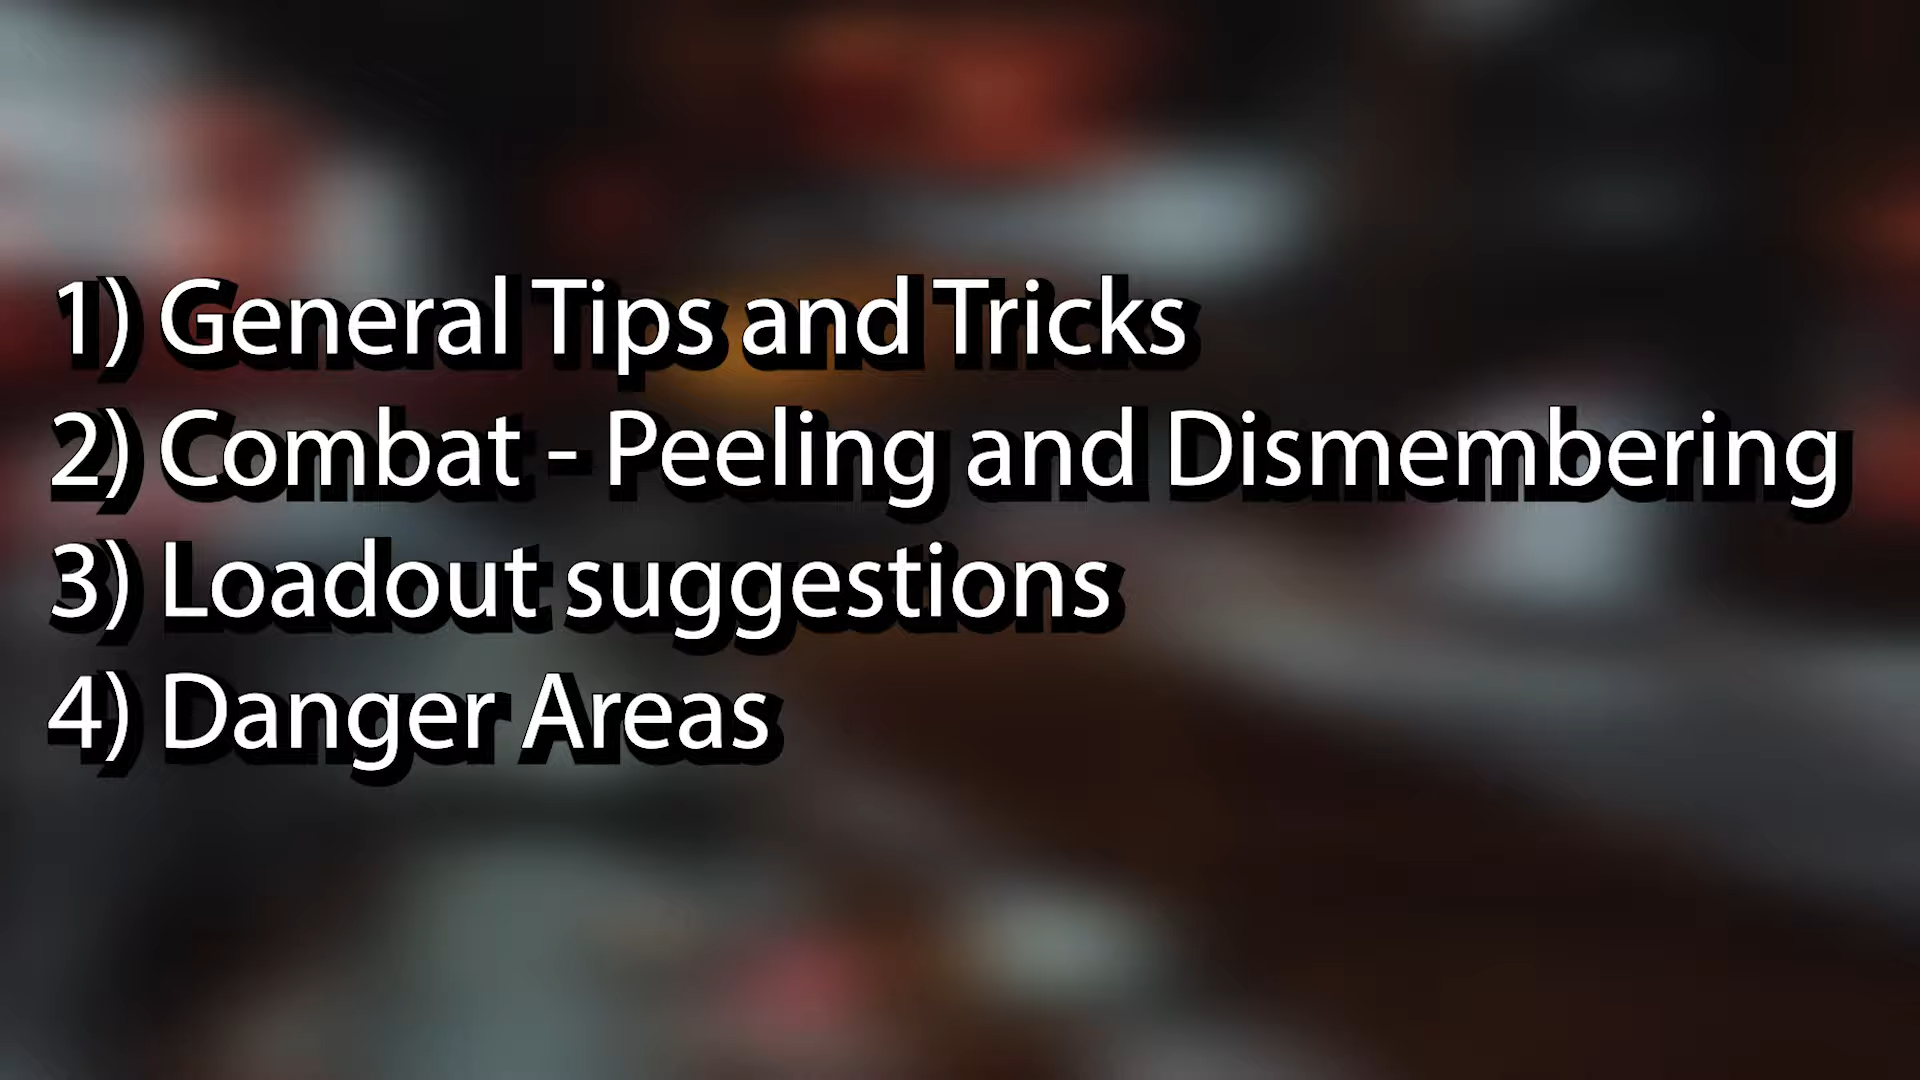 1) General Tips and Tricks
2) Combat - Peeling and Dismembering
3) Loadout suggestions
4) Danger Areas